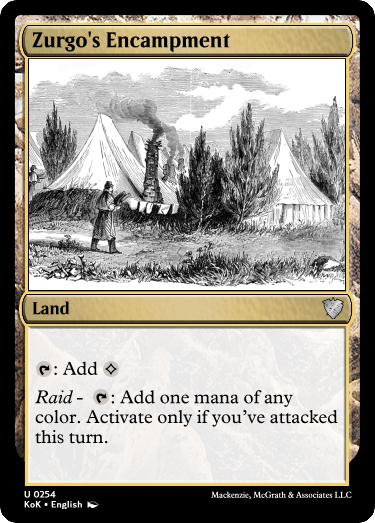 Zurgo's Encampment
Land
: Add
Raid - : Add one mana of any
color. Activate only if you've attacked
this turn.
U 0254
KoK • English
Mackenzie, McGrath & Associates LLC